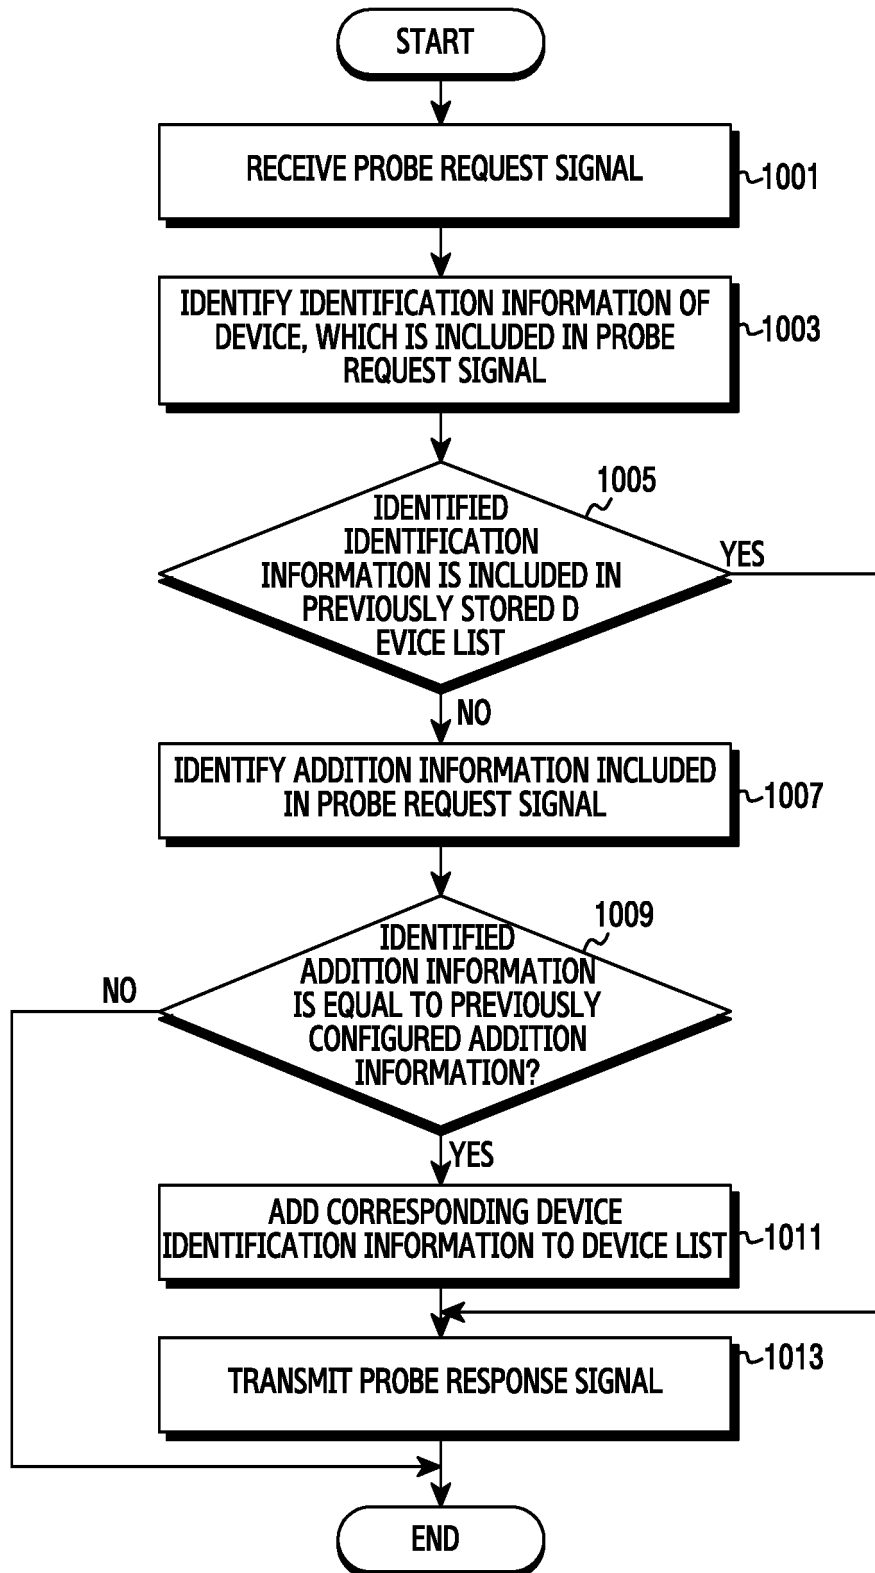 START
RECEIVE PROBE REQUEST SIGNAL
1001
IDENTIFY IDENTIFICATION INFORMATION OF
DEVICE, WHICH IS INCLUDED IN PROBE
REQUEST SIGNAL
1003
1005
IDENTIFIED
IDENTIFICATION
INFORMATION IS INCLUDED IN
PREVIOUSLY STORED D
EVICE LIST
YES
NO
IDENTIFY ADDITION INFORMATION INCLUDED
IN PROBE REQUEST SIGNAL
1007
1009
IDENTIFIED
ADDITION INFORMATION
IS EQUAL TO PREVIOUSLY
CONFIGURED ADDITION
INFORMATION?
NO
YES
ADD CORRESPONDING DEVICE
IDENTIFICATION INFORMATION TO DEVICE LIST
1011
TRANSMIT PROBE RESPONSE SIGNAL
1013
END